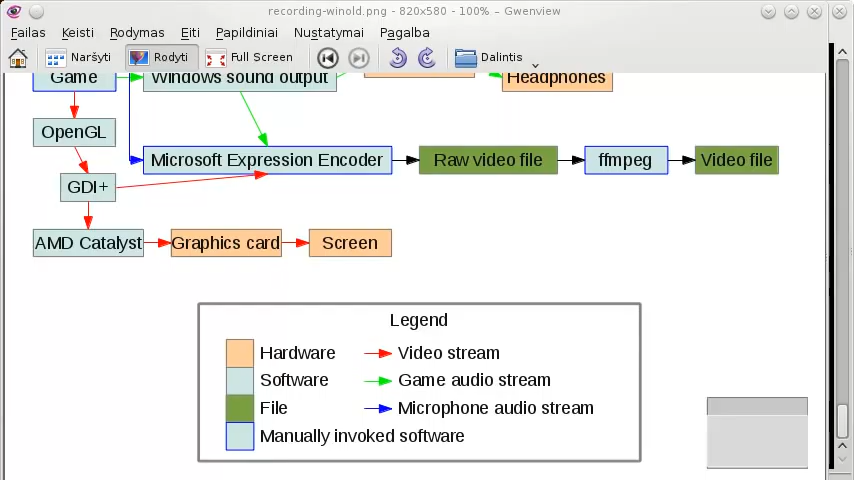 recording-winold.png - 820x580 - 100% – Gwenview
Failas Keisti Rodymas Eiti Papildiniai Nustatymai Pagalba
Naršyti Rodyti Full Screen Dalintis
Game Windows sound output Headphones
OpenGL
Microsoft Expression Encoder Raw video file ffmpeg Video file
GDI+
AMD Catalyst Graphics card Screen
Legend
Hardware Video stream
Software Game audio stream
File Microphone audio stream
Manually invoked software